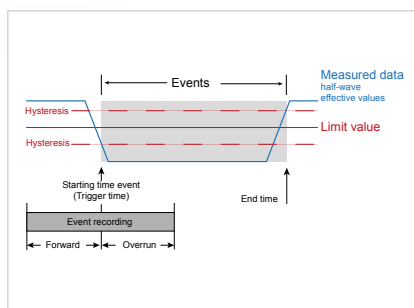 Events
Measured data
half-wave
effective values
Hysteresis
Limit value
Hysteresis
Starting time event
(Trigger time)
End time
Event recording
Forward
Overrun